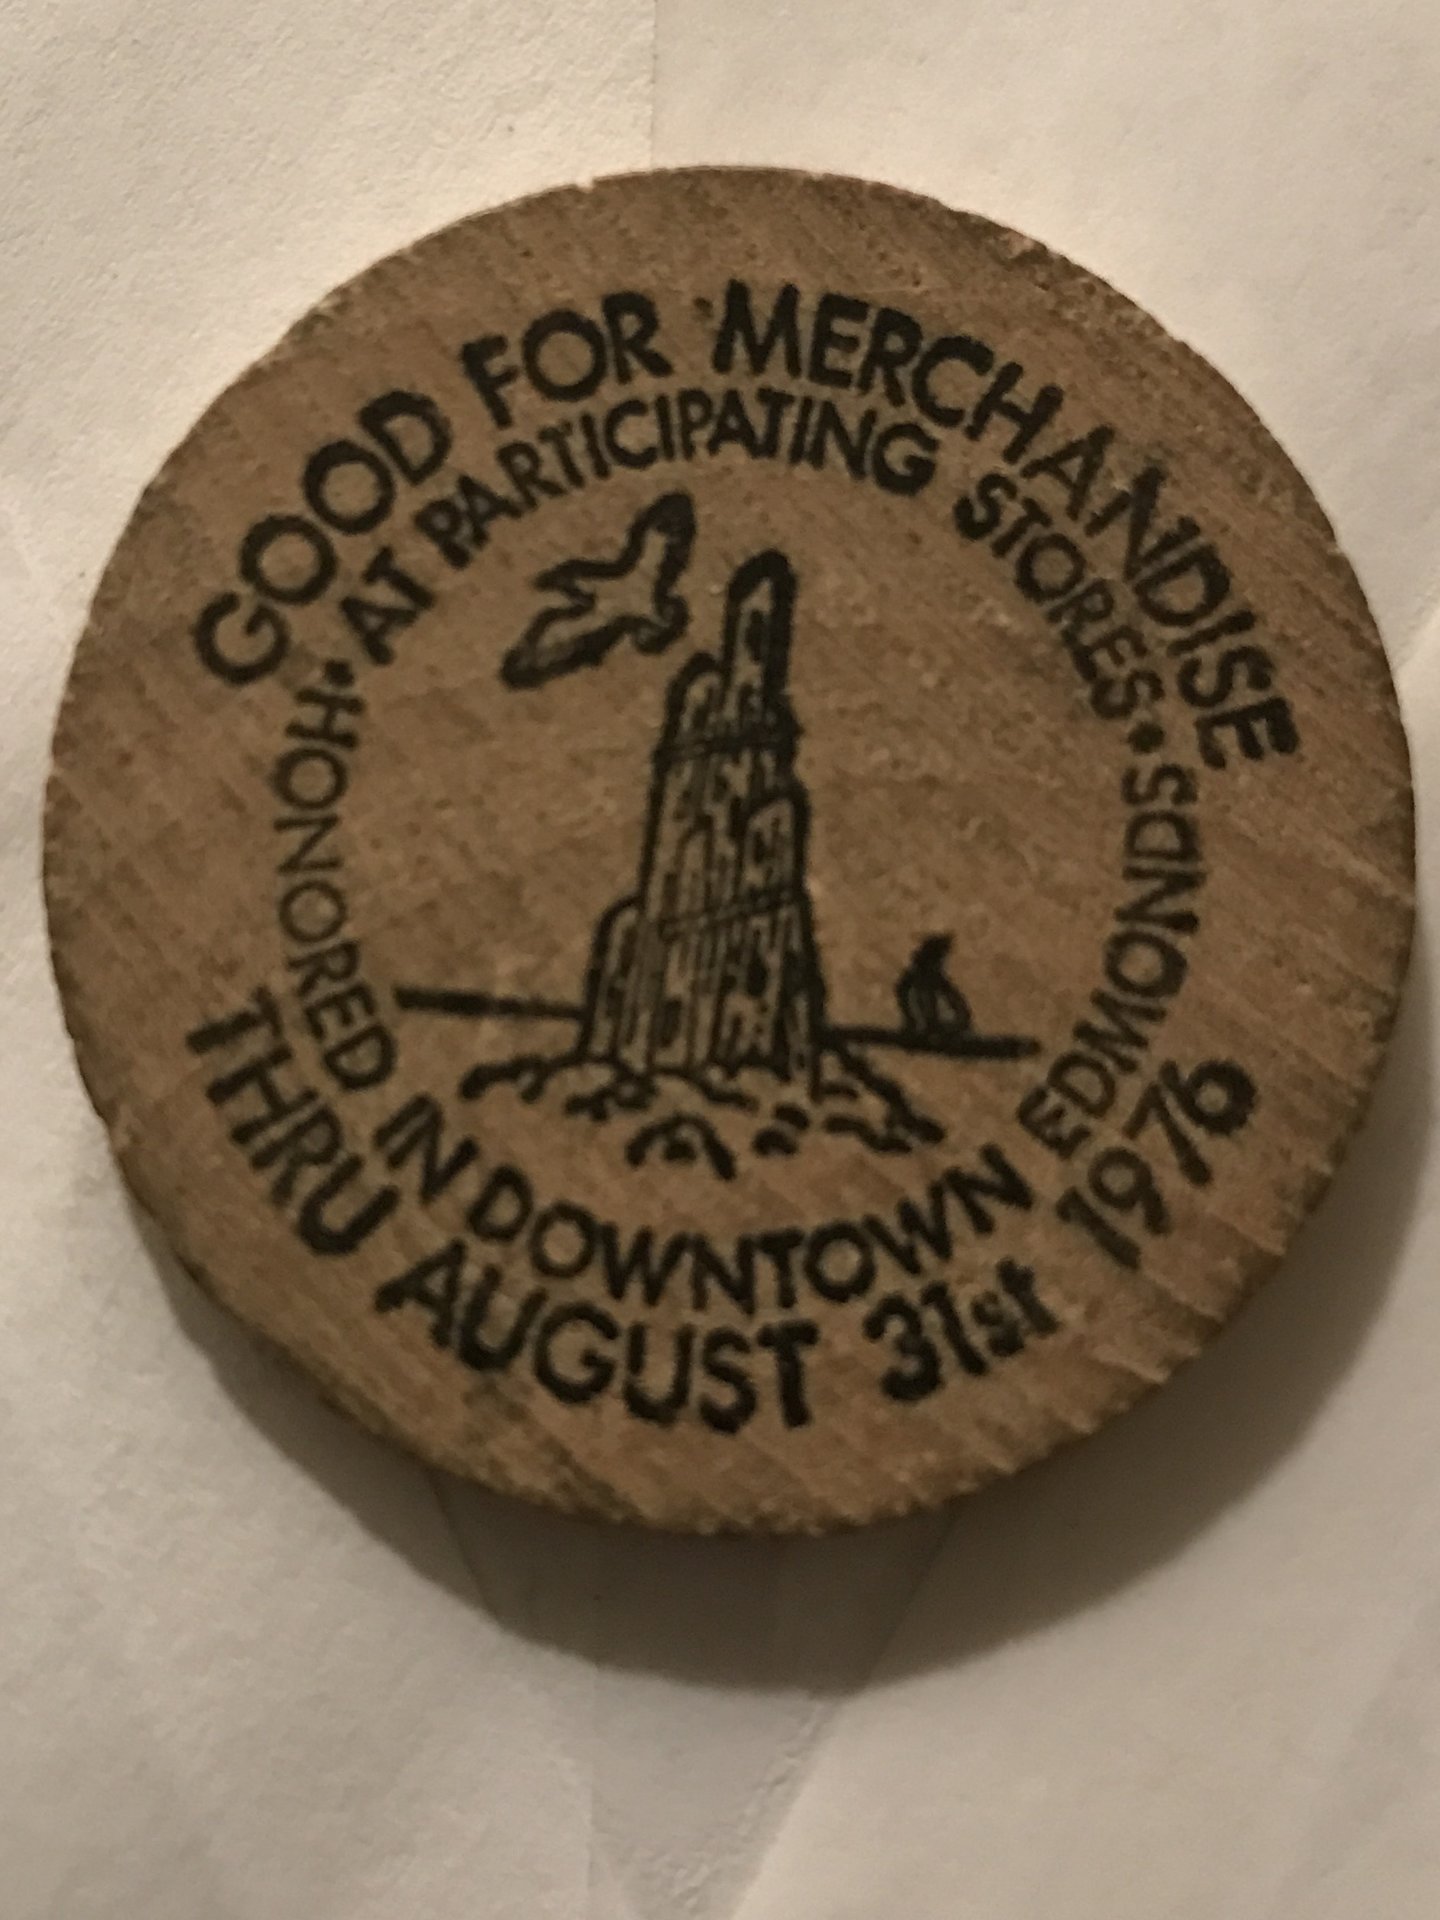 GOOD FOR MERCHANDISE
AT PARTICIPATING STORES
HONORED IN DOWNTOWN EDMONDS
THRU AUGUST 31st 1976